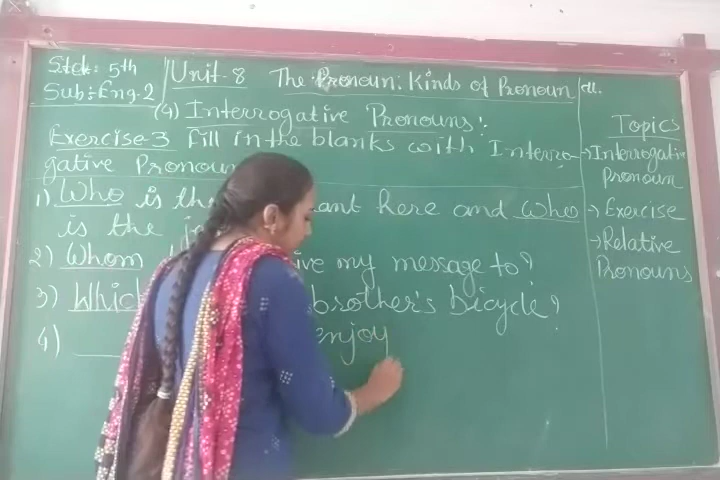 Std: 5th
Sub: Eng-2
Unit-8 The Pronoun: Kinds of Pronoun
(4) Interrogative Pronouns:
Exercise-3 Fill in the blanks with Interro-
gative Pronoun
1) Who is the ant here and Who
is the
2) Whom ive my message to?
3) Which brother's bicycle?
4) ___ enjoy
Topics
→ Interrogative
Pronoun
→ Exercise
→ Relative
Pronouns